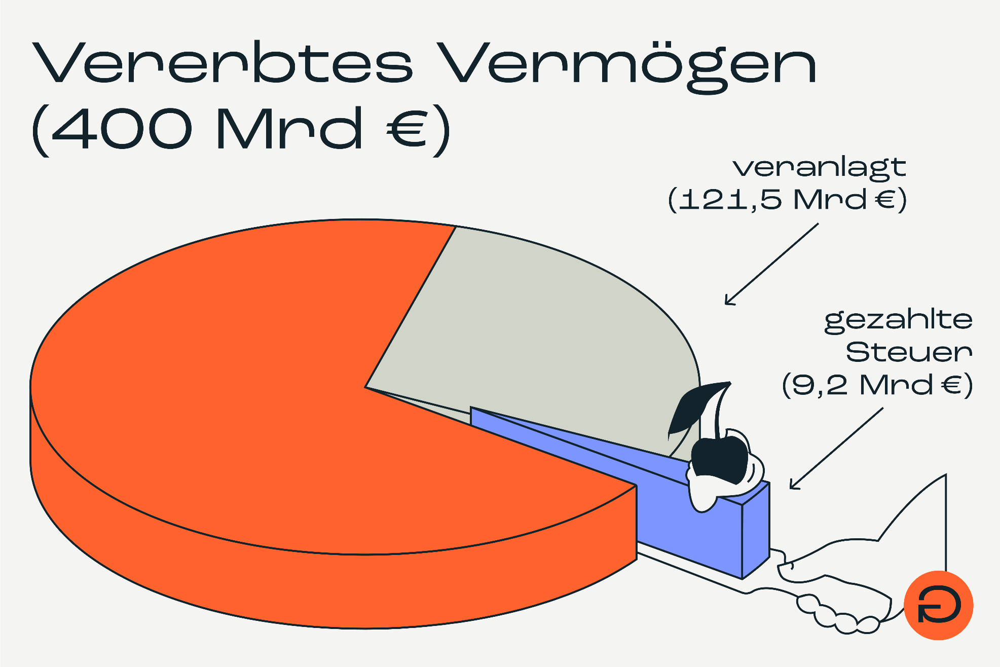 Vererbtes Vermögen
(400 Mrd €)
veranlagt
(121,5 Mrd €)
gezahlte
Steuer
(9,2 Mrd €)